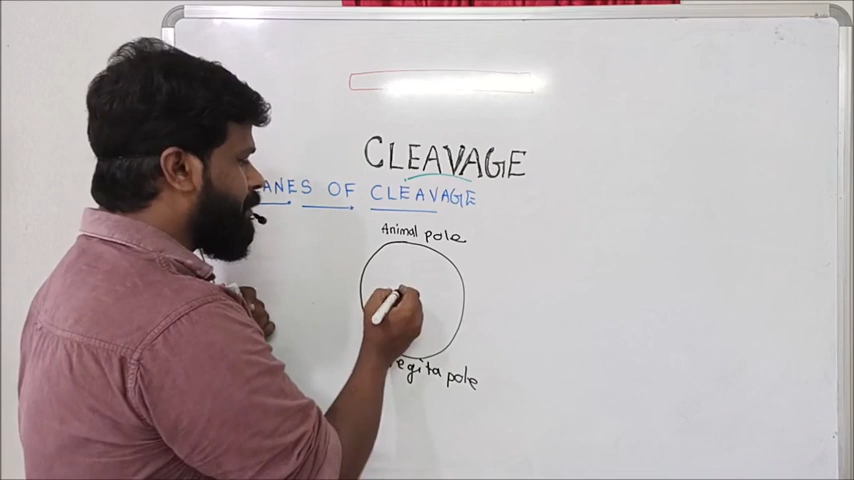 CLEAVAGE
ANES OF CLEAVAGE
Animal pole
egita pole